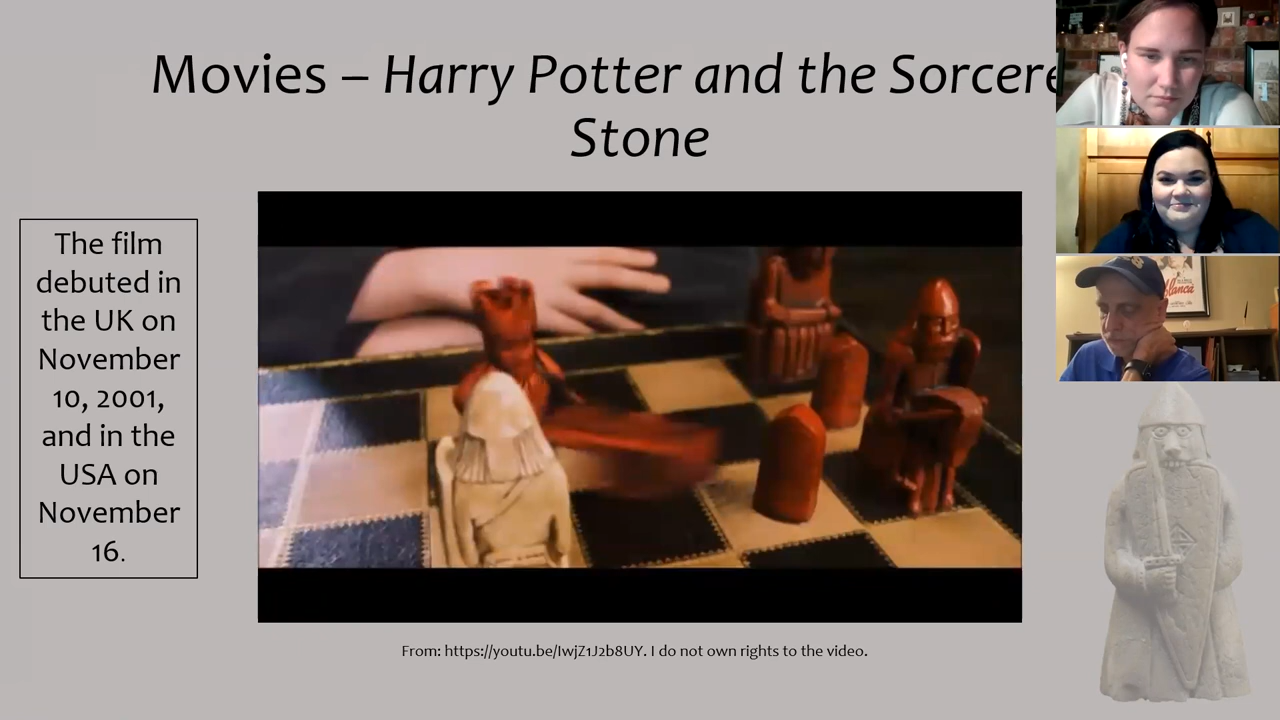 Movies – Harry Potter and the Sorcere
Stone
The film
debuted in
the UK on
November
10, 2001,
and in the
USA on
November
16.
From: https://youtu.be/IwjZ1J2b8UY. I do not own rights to the video.
blanca